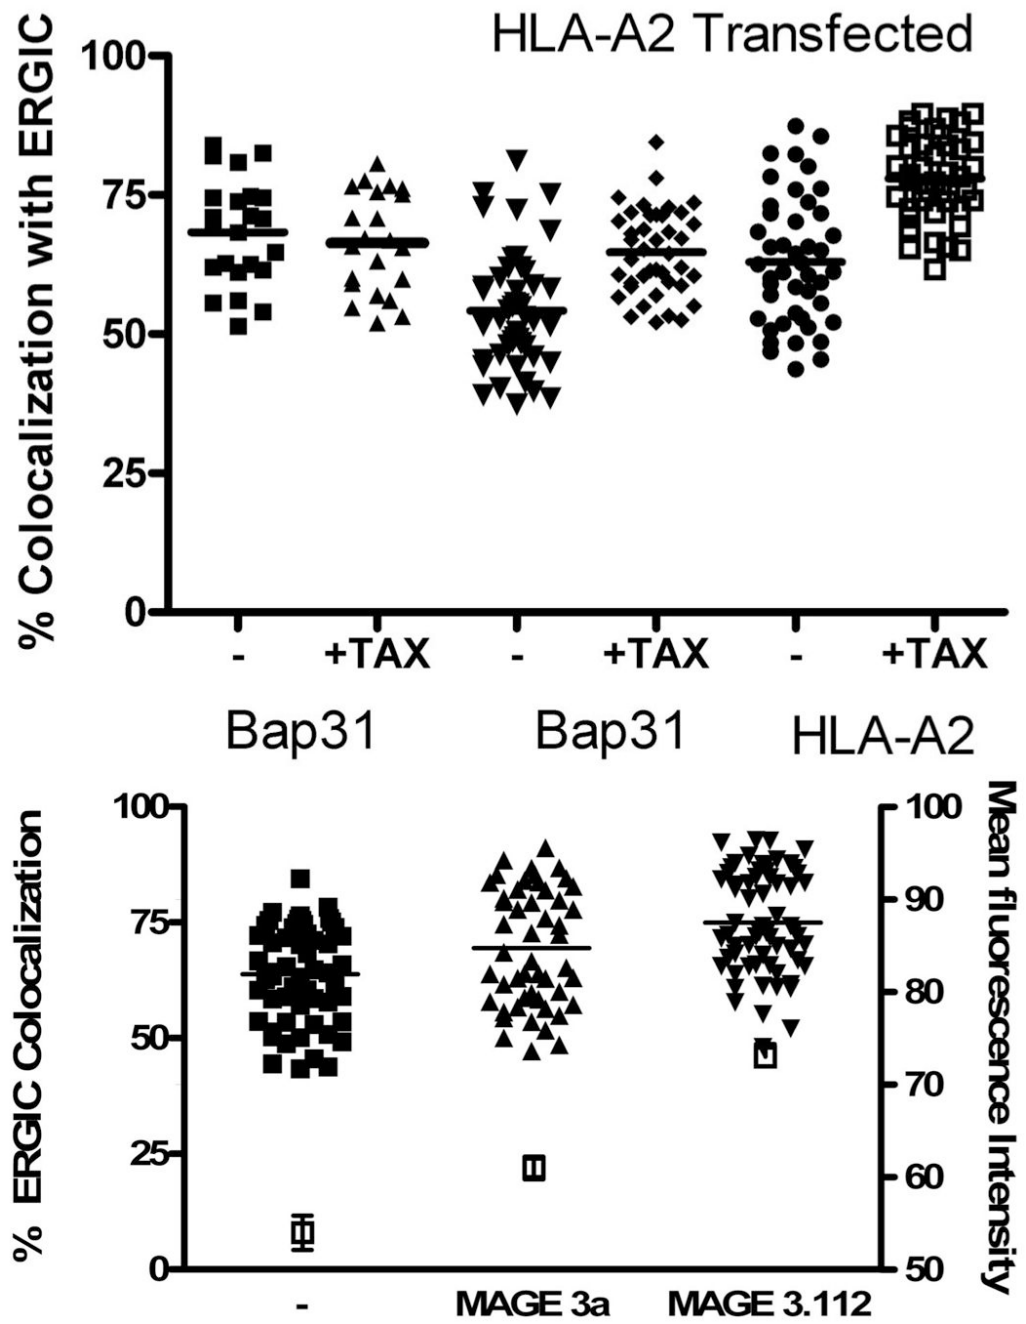 HLA-A2 Transfected
% Colocalization with ERGIC
100
75
50
25
0
- +TAX - +TAX - +TAX
Bap31 Bap31 HLA-A2
% ERGIC Colocalization
100
75
50
25
0
100
90
80
70
60
50
Mean fluorescence Intensity
- MAGE 3a MAGE 3.112